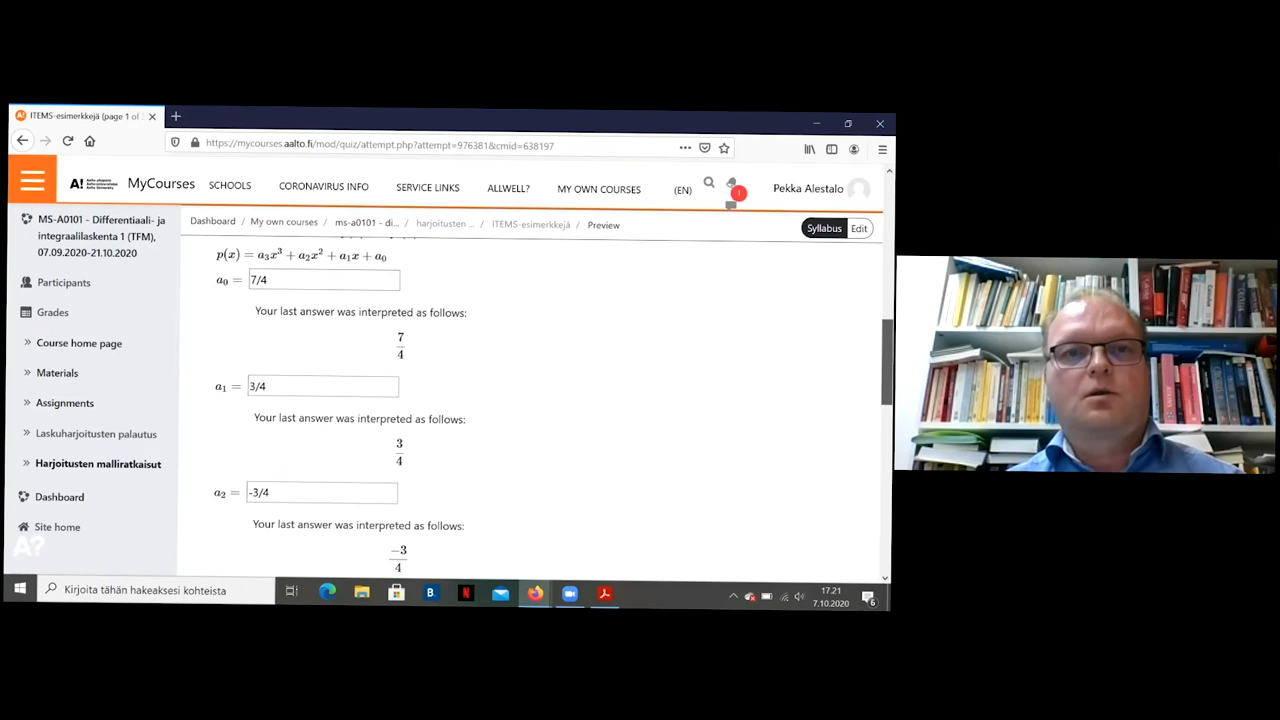 ITEMS-esimerkkejä (page 1 of
https://mycourses.aalto.fi/mod/quiz/attempt.php?attempt=976381&cmid=638197
A! MyCourses SCHOOLS CORONAVIRUS INFO SERVICE LINKS ALLWELL? MY OWN COURSES (EN) 1 Pekka Alestalo
MS-A0101 - Differentiaali- ja
integraalilaskenta 1 (TFM),
07.09.2020-21.10.2020
Participants
Grades
Course home page
Materials
Assignments
Laskuharjoitusten palautus
Harjoitusten malliratkaisut
Dashboard
Site home
A?
Dashboard / My own courses / ms-a0101 - di... / harjoitusten ... / ITEMS-esimerkkejä / Preview
Syllabus Edit
p(x) = a₃x³ + a₂x² + a₁x + a₀
a₀ = 7/4
Your last answer was interpreted as follows:
7
4
a₁ = 3/4
Your last answer was interpreted as follows:
3
4
a₂ = -3/4
Your last answer was interpreted as follows:
−3
4
Kirjoita tähän hakeaksesi kohteista
B.
N
17.21
7.10.2020
6